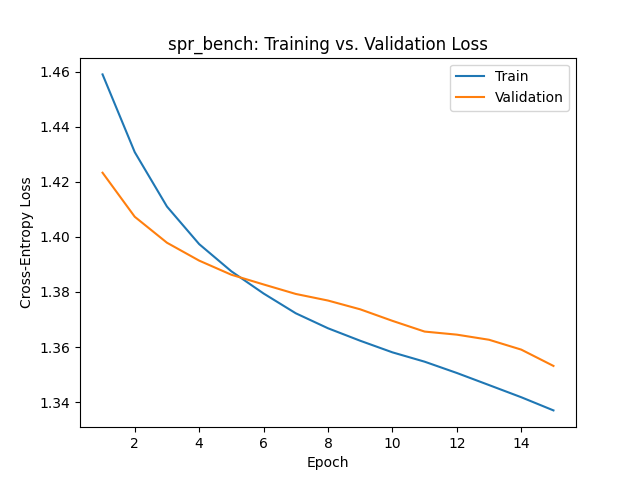 spr_bench: Training vs. Validation Loss
Train
Validation
Cross-Entropy Loss
1.46
1.44
1.42
1.40
1.38
1.36
1.34
2 4 6 8 10 12 14
Epoch